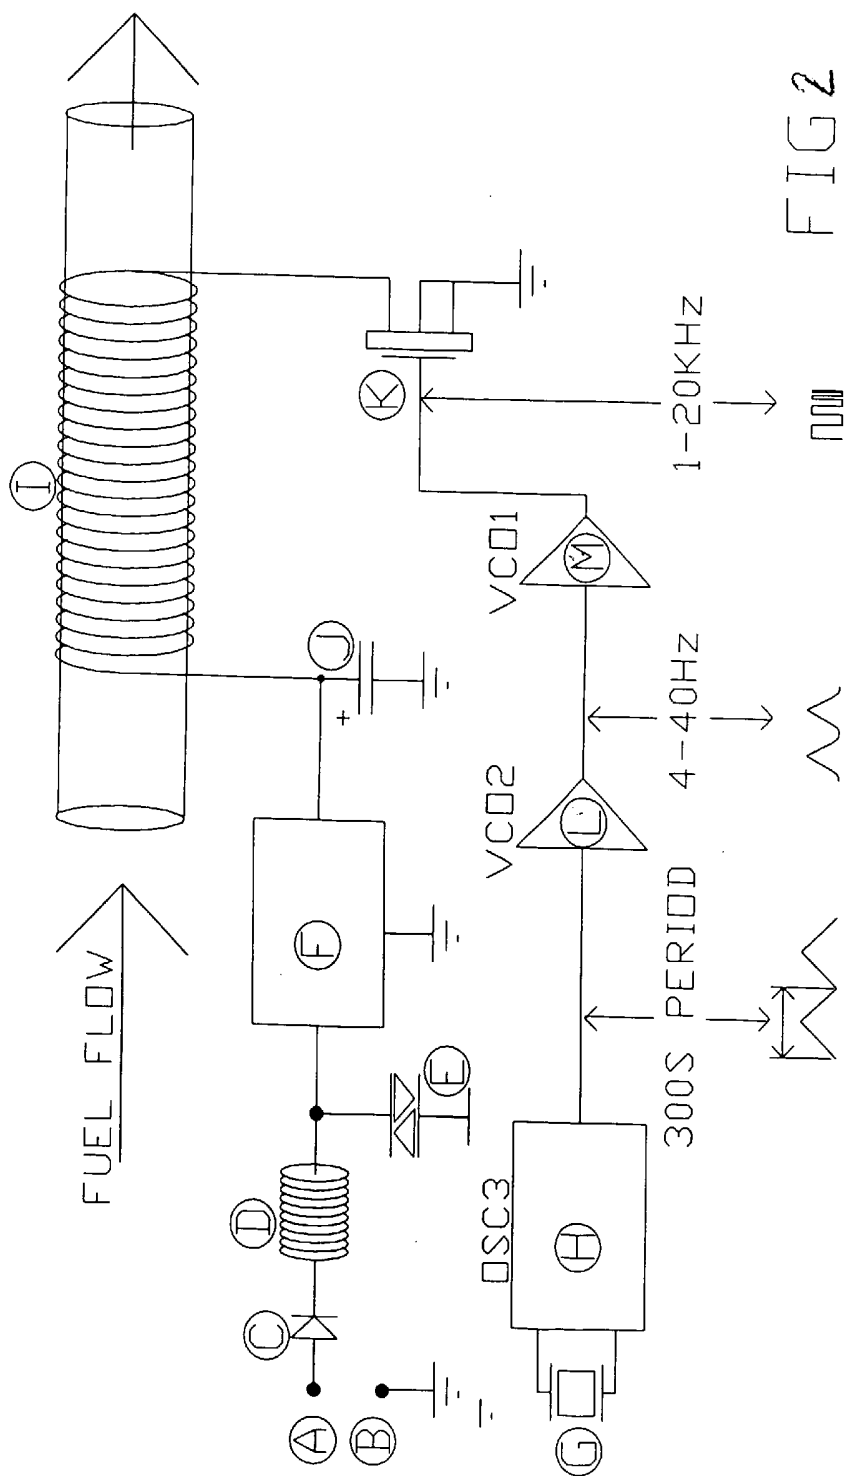 FUEL FLOW
I
A
B
C
D
E
F
J
+
K
G
H
OSC3
L
VCO2
M
VCO1
300S PERIOD
4-40Hz
1-20KHz
FIG 2